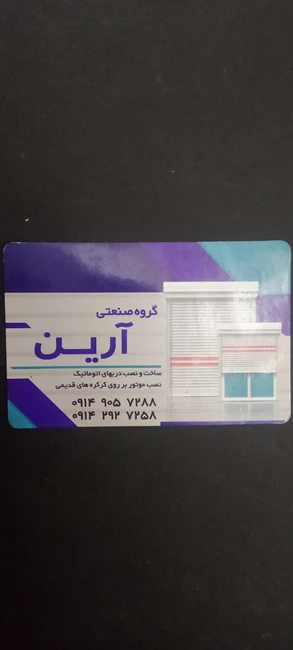 گروه صنعتی
آرین
ساخت و نصب دربهای اتوماتیک
نصب موتور بر روی کرکره های قدیمی
۰۹۱۴ ۹۰۵ ۷۲۸۸
۰۹۱۴ ۲۹۲ ۷۲۵۸